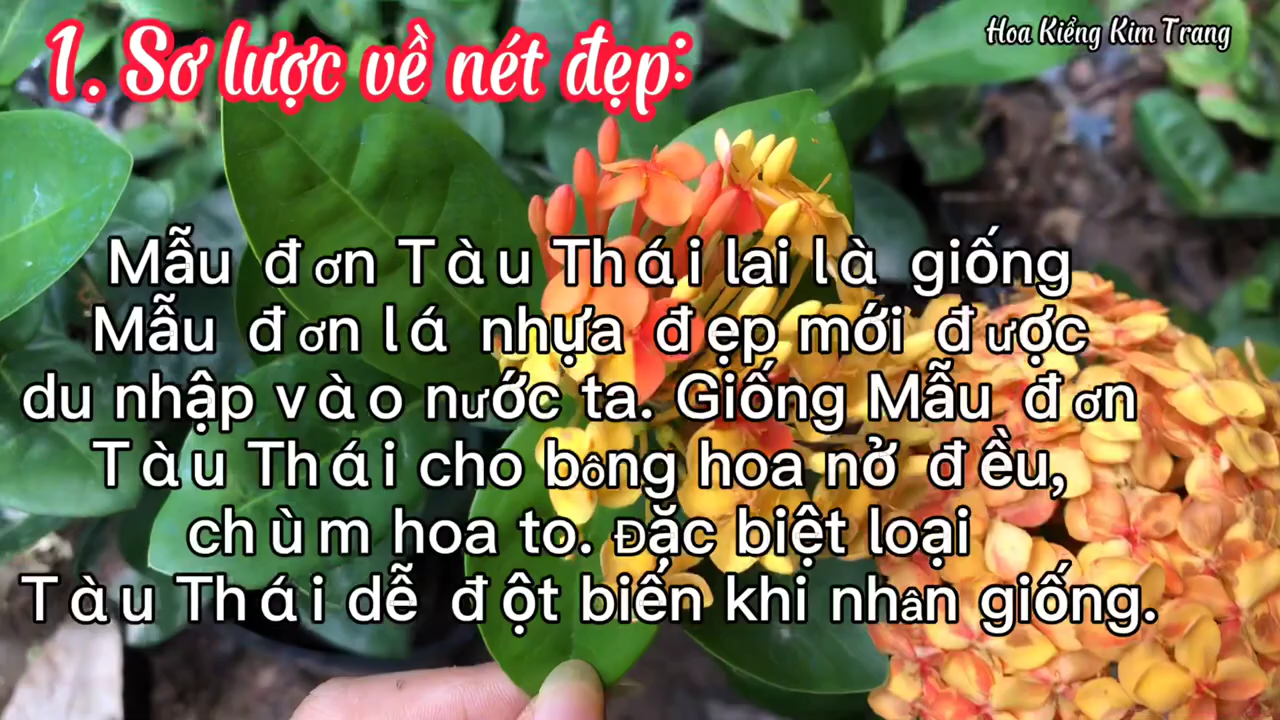 1. Sơ lược về nét đẹp:
Hoa Kiểng Kim Trang
Mẫu đơn Tàu Thái lai là giống
Mẫu đơn lá nhựa đẹp mới được
du nhập vào nước ta. Giống Mẫu đơn
Tàu Thái cho bông hoa nở đều,
chùm hoa to. Đặc biệt loại
Tàu Thái dễ đột biến khi nhân giống.